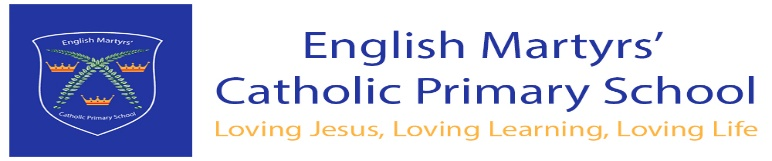 English Martyrs'
Catholic Primary School
English Martyrs’
Catholic Primary School
Loving Jesus, Loving Learning, Loving Life